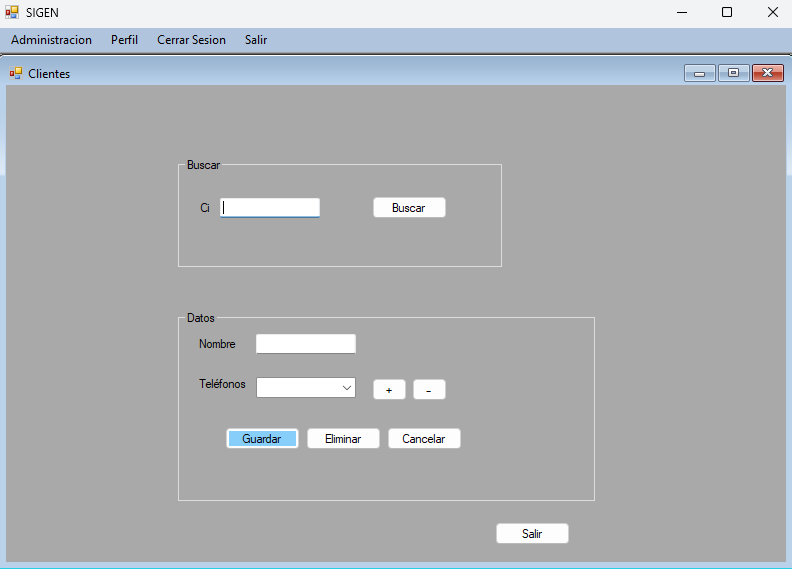 SIGEN
Administracion Perfil Cerrar Sesion Salir
Clientes
Buscar
Ci Buscar
Datos
Nombre
Teléfonos + -
Guardar Eliminar Cancelar
Salir